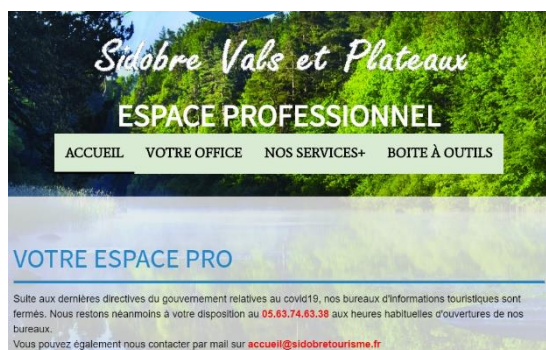 Sidobre Vals et Plateaux
ESPACE PROFESSIONNEL
ACCUEIL VOTRE OFFICE NOS SERVICES+ BOITE À OUTILS
VOTRE ESPACE PRO
Suite aux dernières directives du gouvernement relatives au covid19, nos bureaux d'informations touristiques sont
fermés. Nous restons néanmoins à votre disposition au 05.63.74.63.38 aux heures habituelles d'ouvertures de nos
bureaux.
Vous pouvez également nous contacter par mail sur accueil@sidobretourisme.fr